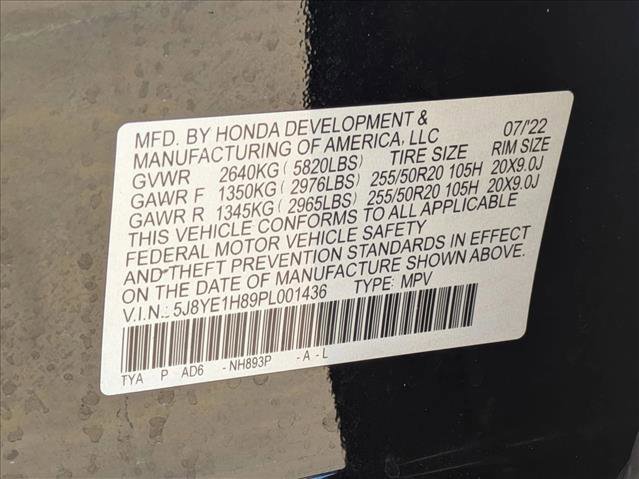 MFD. BY HONDA DEVELOPMENT & 07/'22
MANUFACTURING OF AMERICA, LLC
GVWR 2640KG ( 5820LBS) TIRE SIZE RIM SIZE
GAWR F 1350KG ( 2976LBS) 255/50R20 105H 20X9.0J
GAWR R 1345KG ( 2965LBS) 255/50R20 105H 20X9.0J
THIS VEHICLE CONFORMS TO ALL APPLICABLE
FEDERAL MOTOR VEHICLE SAFETY
AND THEFT PREVENTION STANDARDS IN EFFECT
ON THE DATE OF MANUFACTURE SHOWN ABOVE.
V.I.N.: 5J8YE1H89PL001436 TYPE: MPV
TYA P AD6 - NH893P - A - L